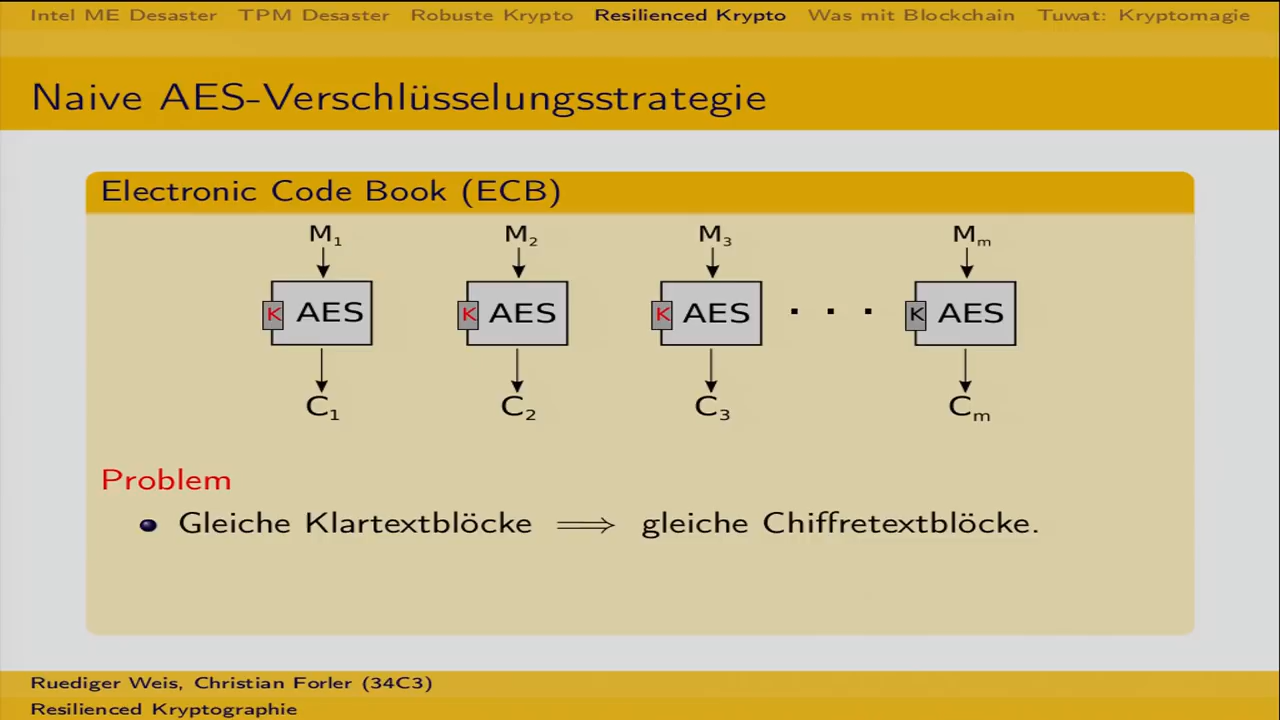 Intel ME Desaster TPM Desaster Robuste Krypto Resilienced Krypto Was mit Blockchain Tuwat: Kryptomagie
Naive AES-Verschlüsselungsstrategie
Electronic Code Book (ECB)
M₁ M₂ M₃ Mₘ
K AES K AES K AES · · · K AES
C₁ C₂ C₃ Cₘ
Problem
Gleiche Klartextblöcke ⟹ gleiche Chiffretextblöcke.
Ruediger Weis, Christian Forler (34C3)
Resilienced Kryptographie